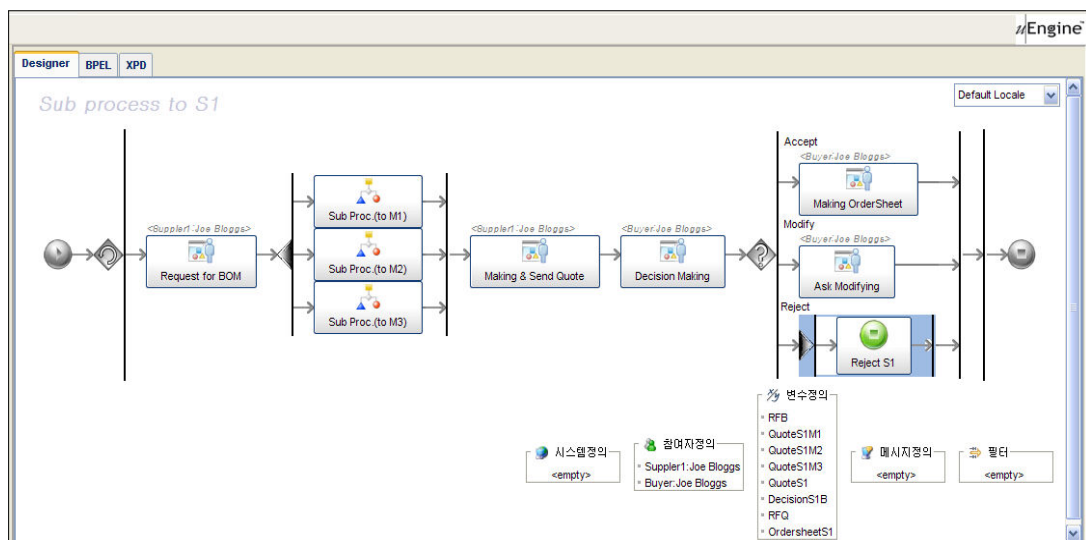 uEngine™
Designer BPEL XPD
Sub process to S1
Default Locale
Accept
<Buyer:Joe Bloggs>
Making OrderSheet
<Suppler1:Joe Bloggs>
Request for BOM
Sub Proc.(to M1)
Sub Proc.(to M2)
Sub Proc.(to M3)
<Suppler1:Joe Bloggs>
Making & Send Quote
<Buyer:Joe Bloggs>
Decision Making
Modify
<Buyer:Joe Bloggs>
Ask Modifying
Reject
Reject S1
시스템정의
<empty>
참여자정의
Suppler1:Joe Bloggs
Buyer:Joe Bloggs
변수정의
RFB
QuoteS1M1
QuoteS1M2
QuoteS1M3
QuoteS1
DecisionS1B
RFQ
OrdersheetS1
메시지정의
<empty>
필터
<empty>